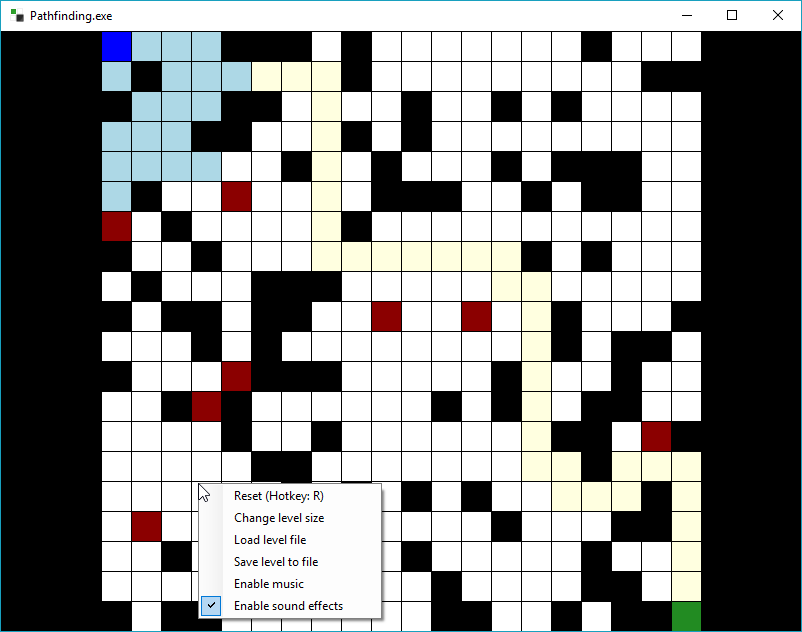 Pathfinding.exe
Reset (Hotkey: R)
Change level size
Load level file
Save level to file
Enable music
Enable sound effects